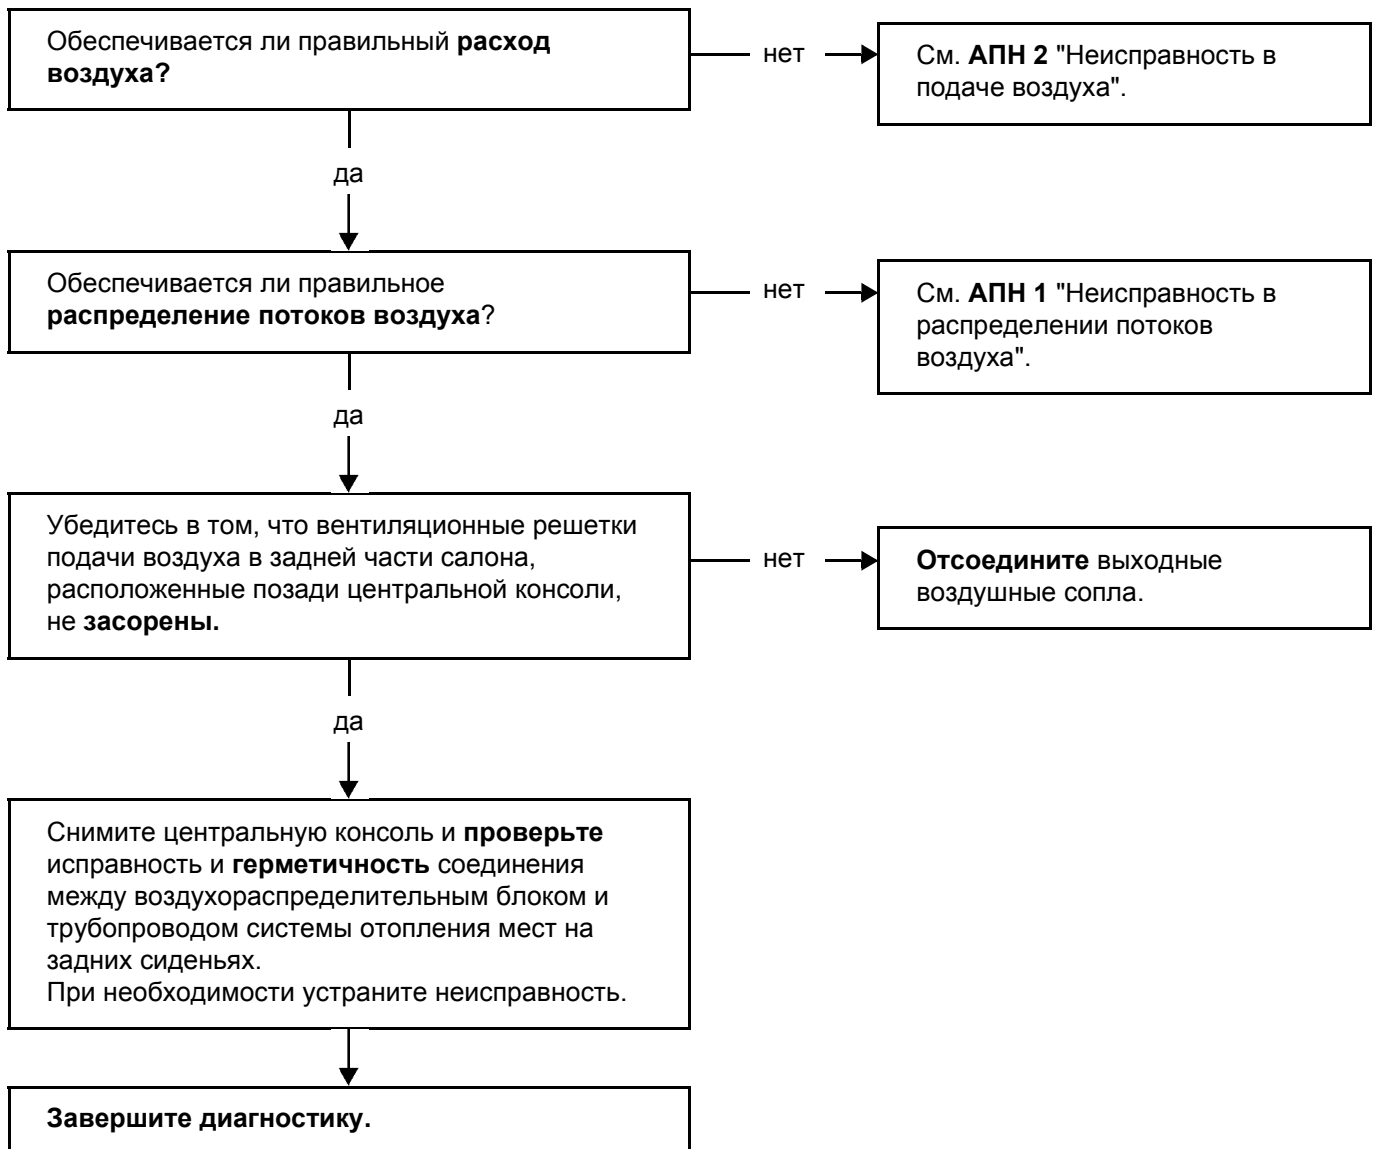 Обеспечивается ли правильный расход
воздуха?
нет
См. АПН 2 "Неисправность в
подаче воздуха".
да
Обеспечивается ли правильное
распределение потоков воздуха?
нет
См. АПН 1 "Неисправность в
распределении потоков
воздуха".
да
Убедитесь в том, что вентиляционные решетки
подачи воздуха в задней части салона,
расположенные позади центральной консоли,
не засорены.
нет
Отсоедините выходные
воздушные сопла.
да
Снимите центральную консоль и проверьте
исправность и герметичность соединения
между воздухораспределительным блоком и
трубопроводом системы отопления мест на
задних сиденьях.
При необходимости устраните неисправность.
Завершите диагностику.